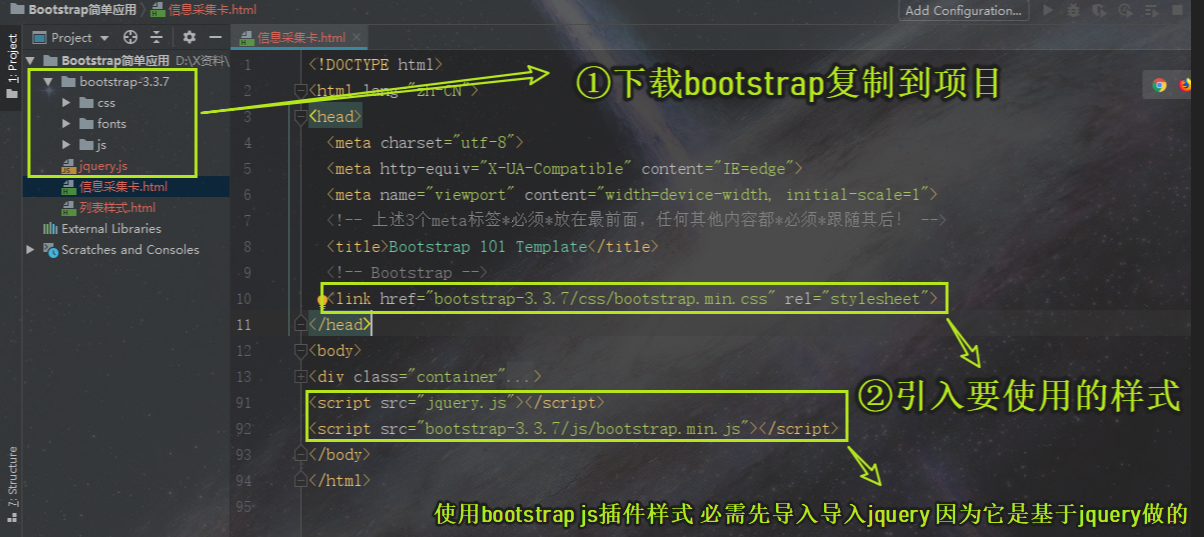 Bootstrap简单应用 信息采集卡.html Add Configuration...
1: Project
Project
信息采集卡.html
Bootstrap简单应用 D:\X资料\
bootstrap-3.3.7
css
fonts
js
jquery.js
信息采集卡.html
列表样式.html
External Libraries
Scratches and Consoles
7: Structure
1 <!DOCTYPE html>
2 <html lang="zh-CN">
3 <head>
4 <meta charset="utf-8">
5 <meta http-equiv="X-UA-Compatible" content="IE=edge">
6 <meta name="viewport" content="width=device-width, initial-scale=1">
7 <!-- 上述3个meta标签*必须*放在最前面，任何其他内容都*必须*跟随其后！ -->
8 <title>Bootstrap 101 Template</title>
9 <!-- Bootstrap -->
10 <link href="bootstrap-3.3.7/css/bootstrap.min.css" rel="stylesheet">
11 </head>
12 <body>
13 <div class="container"...>
91 <script src="jquery.js"></script>
92 <script src="bootstrap-3.3.7/js/bootstrap.min.js"></script>
93 </body>
94 </html>
95
①下载bootstrap复制到项目
②引入要使用的样式
使用bootstrap js插件样式 必需先导入导入jquery 因为它是基于jquery做的